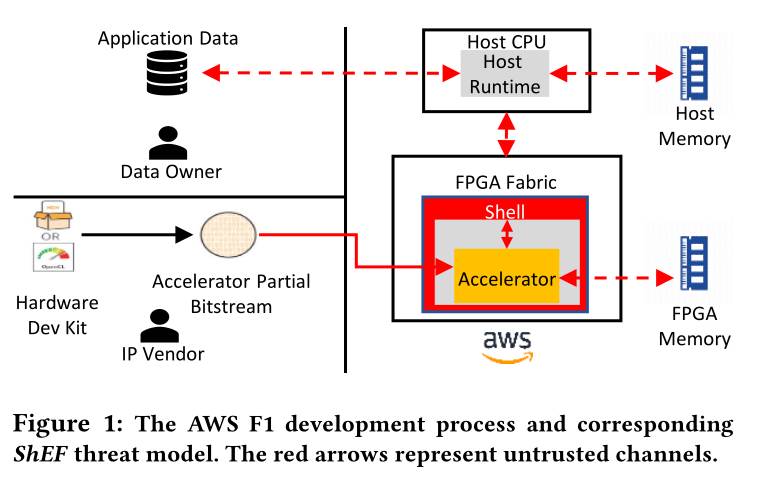 Application Data
Data Owner
Host CPU
Host
Runtime
Host
Memory
FPGA Fabric
Shell
Accelerator
FPGA
Memory
aws
OR
OpenCL
Hardware
Dev Kit
Accelerator Partial
Bitstream
IP Vendor
Figure 1: The AWS F1 development process and corresponding
ShEF threat model. The red arrows represent untrusted channels.